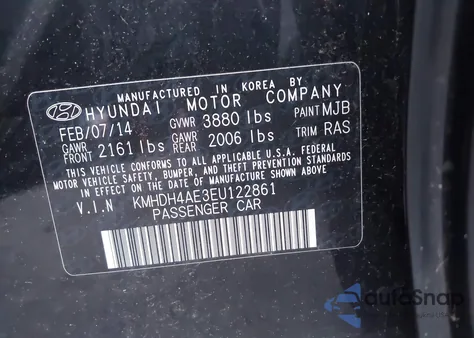 MANUFACTURED IN KOREA BY
HYUNDAI MOTOR COMPANY
FEB/07/14 GVWR 3880 lbs PAINT MJB
GAWR FRONT 2161 lbs GAWR REAR 2006 lbs TRIM RAS
THIS VEHICLE CONFORMS TO ALL APPLICABLE U.S.A. FEDERAL
MOTOR VEHICLE SAFETY, BUMPER, AND THEFT PREVENTION STANDARDS
IN EFFECT ON THE DATE OF MANUFACTURE SHOWN ABOVE.
V.I.N KMHDH4AE3EU122861
PASSENGER CAR
autoSnap